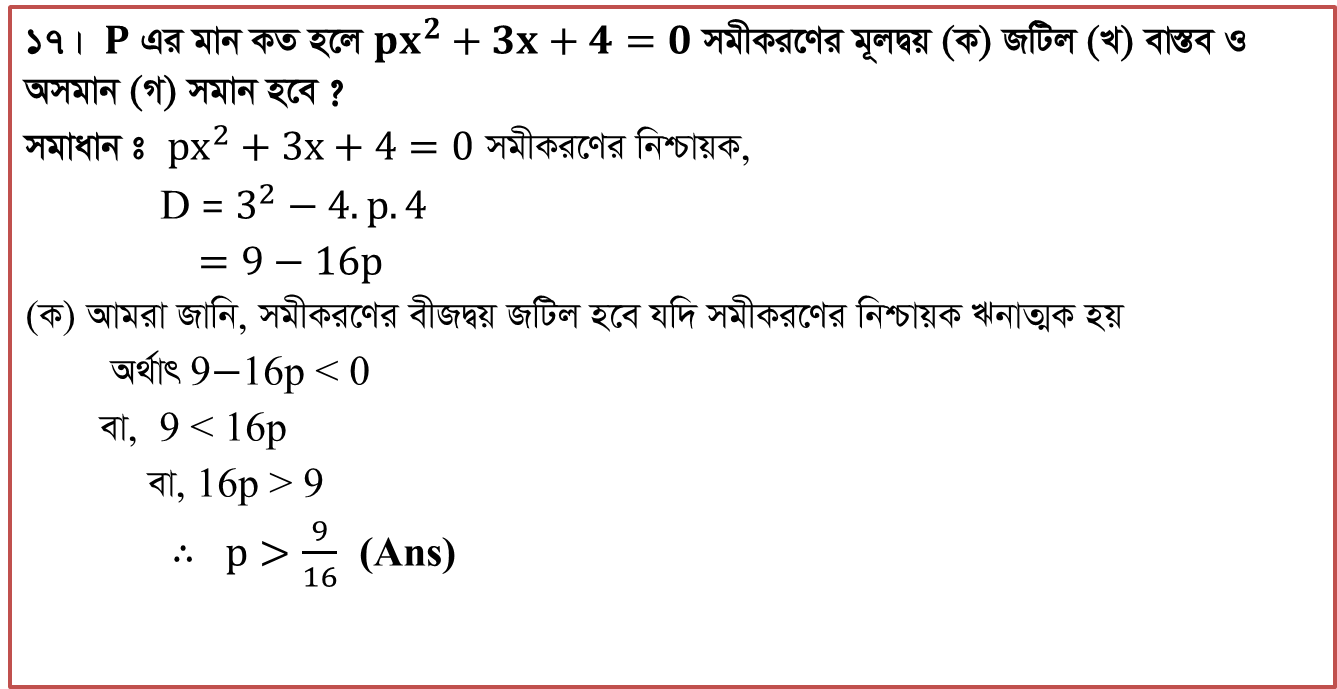 ১৭। P এর মান কত হলে px² + 3x + 4 = 0 সমীকরণের মূলদ্বয় (ক) জটিল (খ) বাস্তব ও
অসমান (গ) সমান হবে ?
সমাধান ঃ px² + 3x + 4 = 0 সমীকরণের নিশ্চায়ক,
D = 3² − 4. p. 4
= 9 − 16p
(ক) আমরা জানি, সমীকরণের বীজদ্বয় জটিল হবে যদি সমীকরণের নিশ্চায়ক ঋনাত্মক হয়
অর্থাৎ 9−16p < 0
বা, 9 < 16p
বা, 16p > 9
∴ p > 9/16 (Ans)